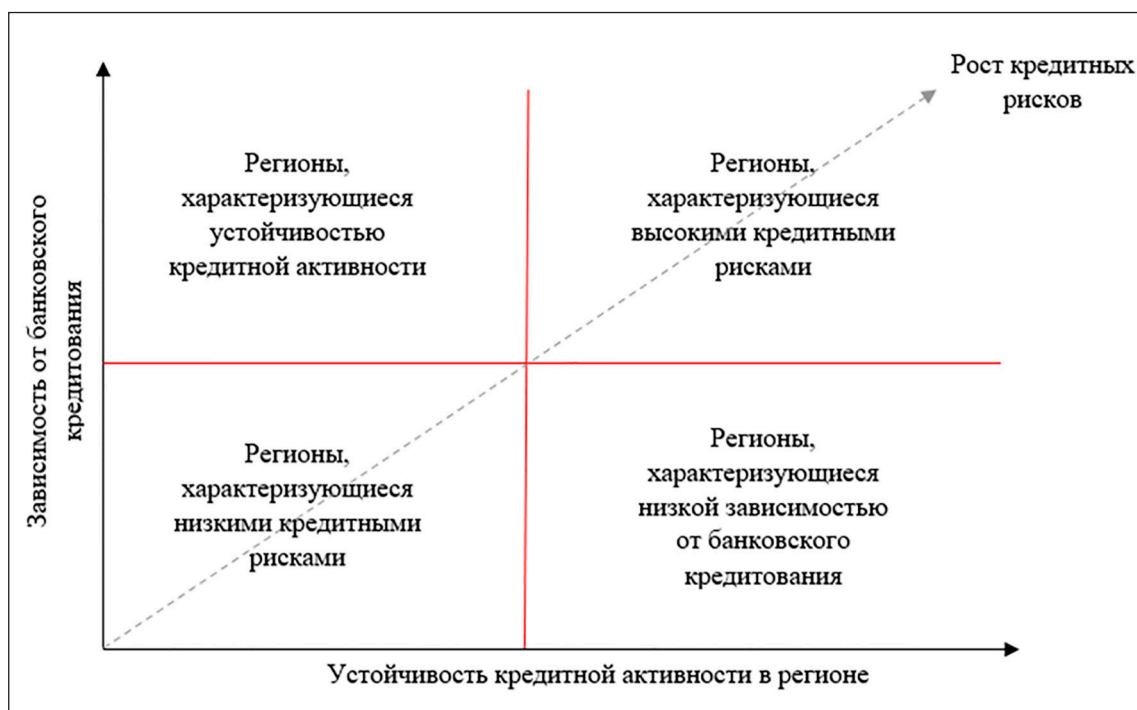 Рост кредитных
рисков
Зависимость от банковского
кредитования
Регионы,
характеризующиеся
устойчивостью
кредитной активности
Регионы,
характеризующиеся
высокими кредитными
рисками
Регионы,
характеризующиеся
низкими кредитными
рисками
Регионы,
характеризующиеся
низкой зависимостью
от банковского
кредитования
Устойчивость кредитной активности в регионе